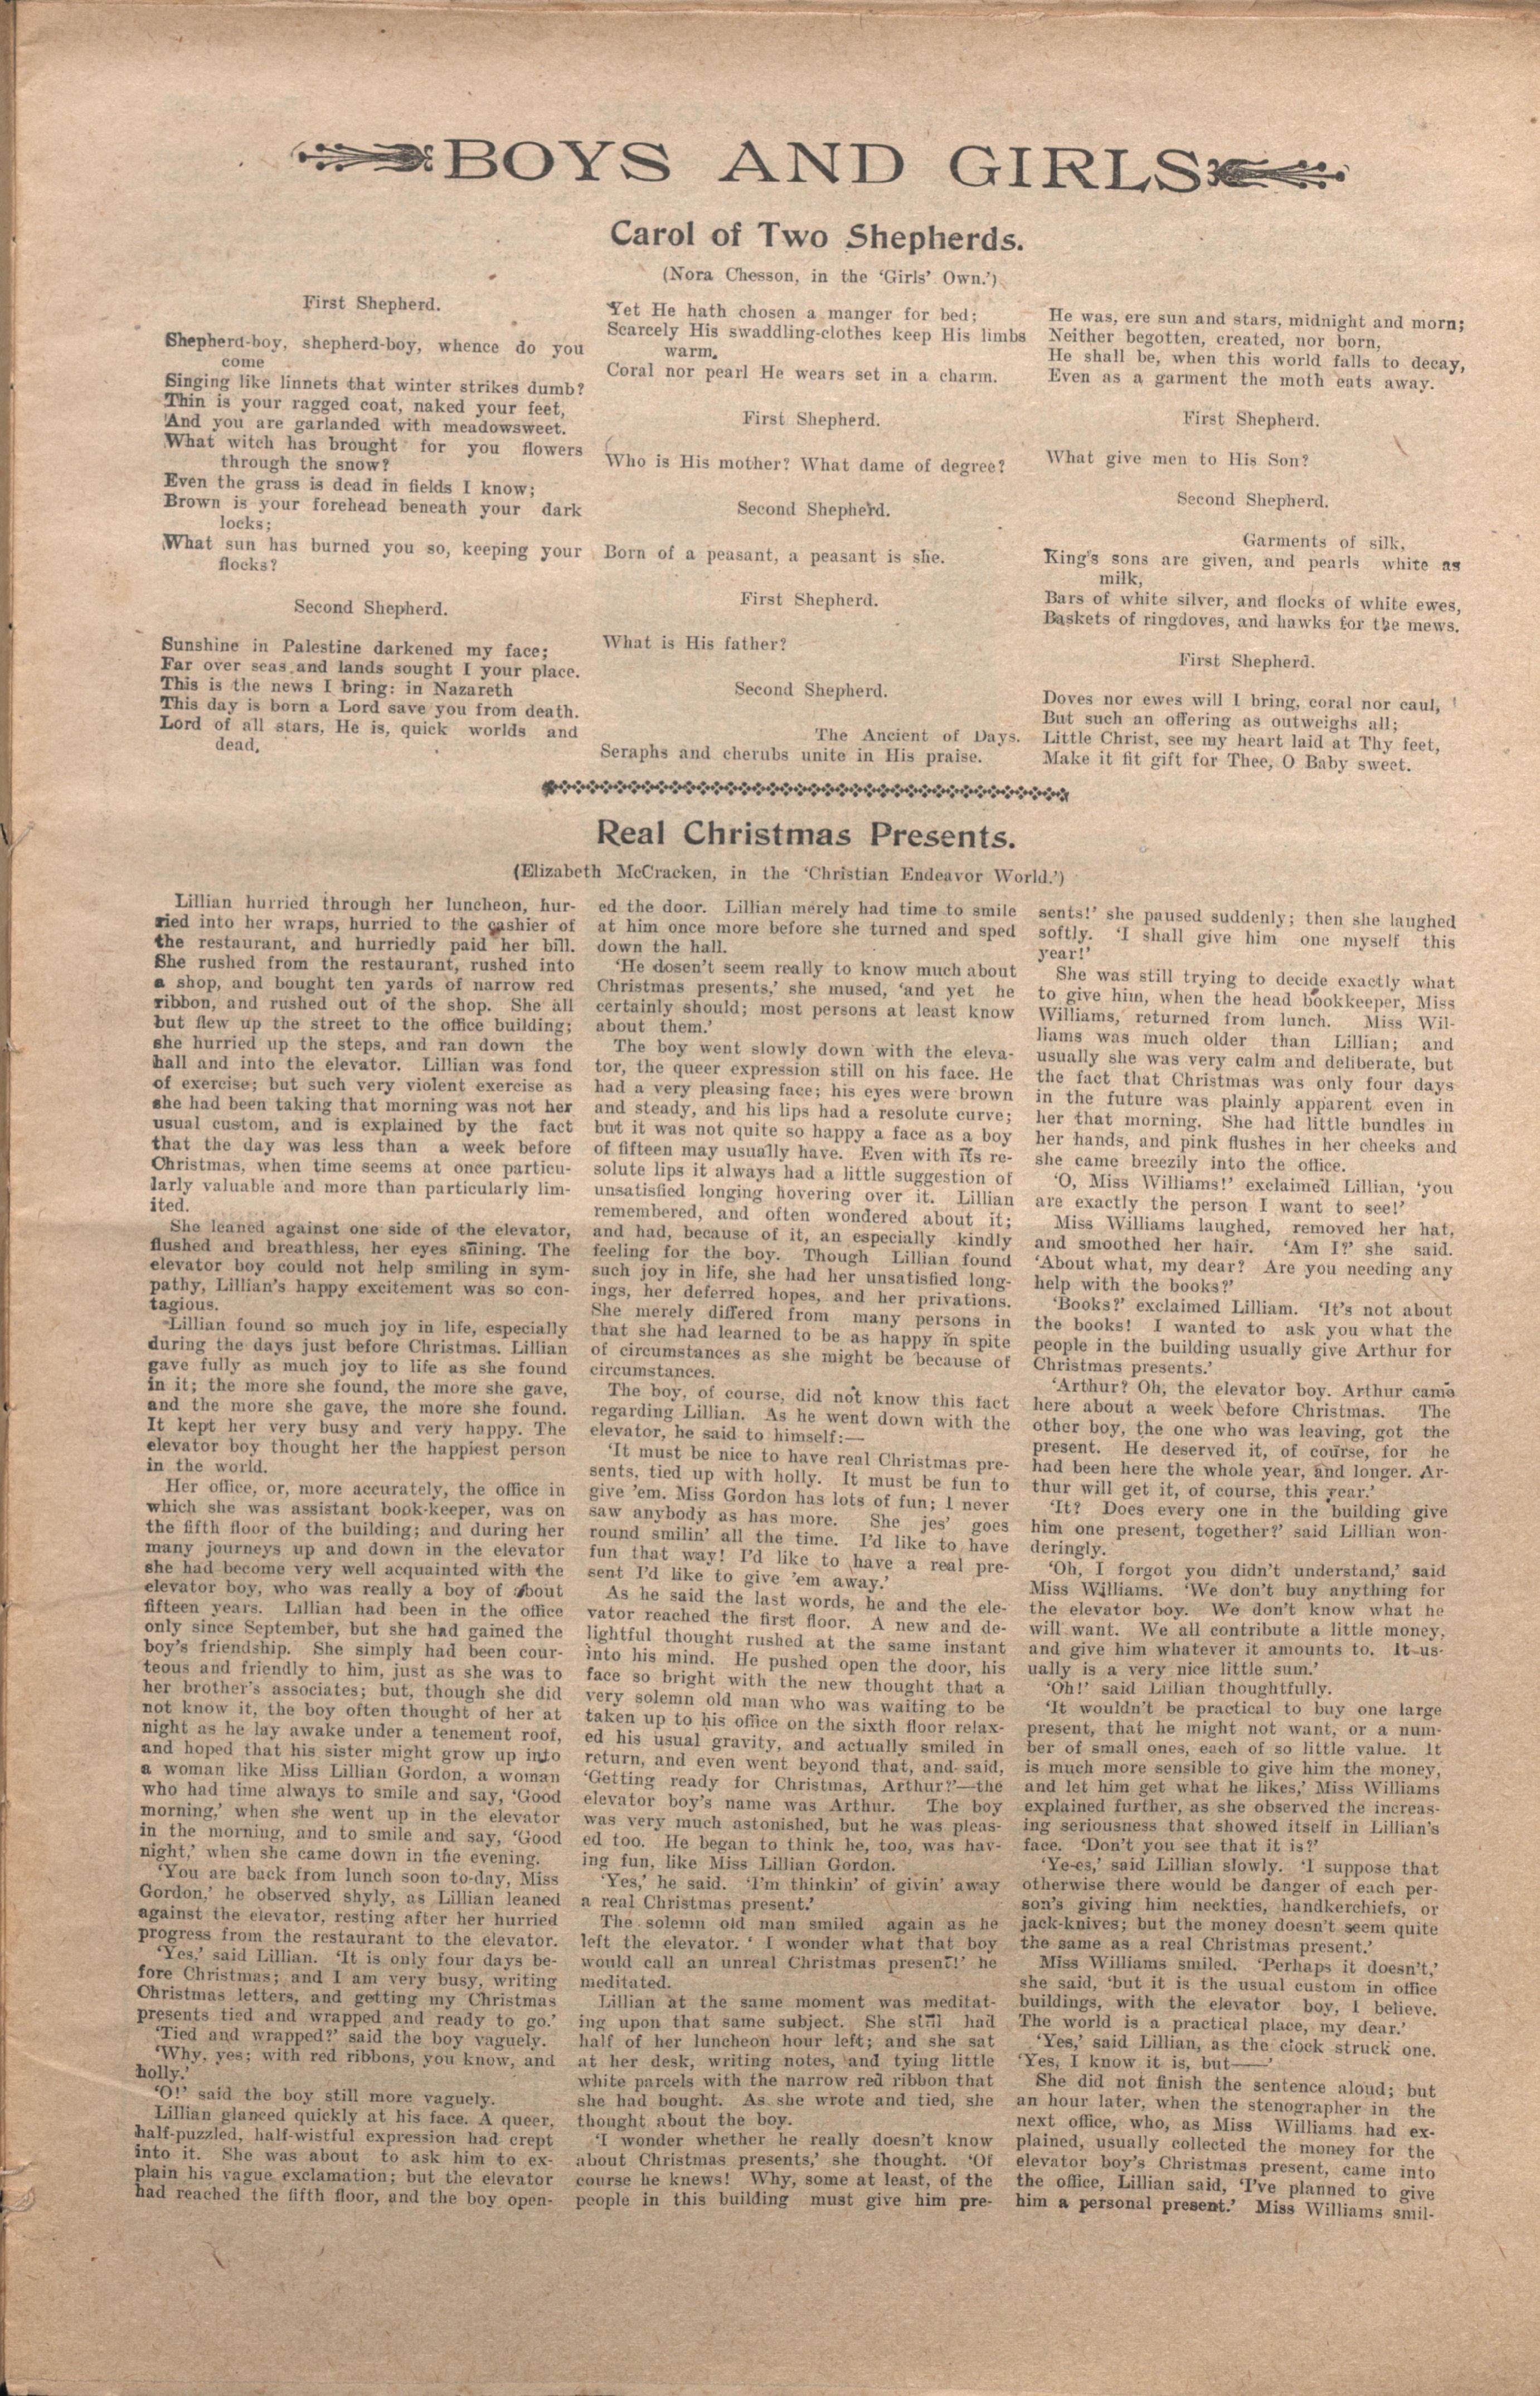 BOYS AND GIRLS
Carol of Two Shepherds.
(Nora Chesson, in the 'Girls' Own.')
First Shepherd.
Shepherd-boy, shepherd-boy, whence do you
come
Singing like linnets that winter strikes dumb?
Thin is your ragged coat, naked your feet,
And you are garlanded with meadowsweet.
What witch has brought for you flowers
through the snow?
Even the grass is dead in fields I know;
Brown is your forehead beneath your dark
locks;
What sun has burned you so, keeping your
flocks?
Second Shepherd.
Sunshine in Palestine darkened my face;
Far over seas and lands sought I your place.
This is the news I bring: in Nazareth
This day is born a Lord save you from death.
Lord of all stars, He is, quick worlds and
dead,
Yet He hath chosen a manger for bed;
Scarcely His swaddling-clothes keep His limbs
warm.
Coral nor pearl He wears set in a charm.
First Shepherd.
Who is His mother? What dame of degree?
Second Shepherd.
Born of a peasant, a peasant is she.
First Shepherd.
What is His father?
Second Shepherd.
The Ancient of Days.
Seraphs and cherubs unite in His praise.
He was, ere sun and stars, midnight and morn;
Neither begotten, created, nor born,
He shall be, when this world falls to decay,
Even as a garment the moth eats away.
First Shepherd.
What give men to His Son?
Second Shepherd.
Garments of silk,
King's sons are given, and pearls white as
milk,
Bars of white silver, and flocks of white ewes,
Baskets of ringdoves, and hawks for the mews.
First Shepherd.
Doves nor ewes will I bring, coral nor caul,
But such an offering as outweighs all;
Little Christ, see my heart laid at Thy feet,
Make it fit gift for Thee, O Baby sweet.
Real Christmas Presents.
(Elizabeth McCracken, in the 'Christian Endeavor World.')
Lillian hurried through her luncheon, hur-
ried into her wraps, hurried to the cashier of
the restaurant, and hurriedly paid her bill.
She rushed from the restaurant, rushed into
a shop, and bought ten yards of narrow red
ribbon, and rushed out of the shop. She all
but flew up the street to the office building;
she hurried up the steps, and ran down the
hall and into the elevator. Lillian was fond
of exercise; but such very violent exercise as
she had been taking that morning was not her
usual custom, and is explained by the fact
that the day was less than a week before
Christmas, when time seems at once particu-
larly valuable and more than particularly lim-
ited.
She leaned against one side of the elevator,
flushed and breathless, her eyes shining. The
elevator boy could not help smiling in sym-
pathy, Lillian's happy excitement was so con-
tagious.
Lillian found so much joy in life, especially
during the days just before Christmas. Lillian
gave fully as much joy to life as she found
in it; the more she found, the more she gave,
and the more she gave, the more she found.
It kept her very busy and very happy. The
elevator boy thought her the happiest person
in the world.
Her office, or, more accurately, the office in
which she was assistant book-keeper, was on
the fifth floor of the building; and during her
many journeys up and down in the elevator
she had become very well acquainted with the
elevator boy, who was really a boy of about
fifteen years. Lillian had been in the office
only since September, but she had gained the
boy's friendship. She simply had been cour-
teous and friendly to him, just as she was to
her brother's associates; but, though she did
not know it, the boy often thought of her at
night as he lay awake under a tenement roof,
and hoped that his sister might grow up into
a woman like Miss Lillian Gordon, a woman
who had time always to smile and say, 'Good
morning,' when she went up in the elevator
in the morning, and to smile and say, 'Good
night,' when she came down in the evening.
'You are back from lunch soon to-day, Miss
Gordon,' he observed shyly, as Lillian leaned
against the elevator, resting after her hurried
progress from the restaurant to the elevator.
'Yes,' said Lillian. 'It is only four days be-
fore Christmas; and I am very busy, writing
Christmas letters, and getting my Christmas
presents tied and wrapped and ready to go.'
'Tied and wrapped?' said the boy vaguely.
'Why, yes; with red ribbons, you know, and
holly.'
'O!' said the boy still more vaguely.
Lillian glanced quickly at his face. A queer,
half-puzzled, half-wistful expression had crept
into it. She was about to ask him to ex-
plain his vague exclamation; but the elevator
had reached the fifth floor, and the boy open-
ed the door. Lillian merely had time to smile
at him once more before she turned and sped
down the hall.
'He dosen't seem really to know much about
Christmas presents,' she mused, 'and yet he
certainly should; most persons at least know
about them.'
The boy went slowly down with the eleva-
tor, the queer expression still on his face. He
had a very pleasing face; his eyes were brown
and steady, and his lips had a resolute curve;
but it was not quite so happy a face as a boy
of fifteen may usually have. Even with its re-
solute lips it always had a little suggestion of
unsatisfied longing hovering over it. Lillian
remembered, and often wondered about it;
and had, because of it, an especially kindly
feeling for the boy. Though Lillian found
such joy in life, she had her unsatisfied long-
ings, her deferred hopes, and her privations.
She merely differed from many persons in
that she had learned to be as happy in spite
of circumstances as she might be because of
circumstances.
The boy, of course, did not know this fact
regarding Lillian. As he went down with the
elevator, he said to himself:—
'It must be nice to have real Christmas pre-
sents, tied up with holly. It must be fun to
give 'em. Miss Gordon has lots of fun; I never
saw anybody as has more. She jes' goes
round smilin' all the time. I'd like to have
fun that way! I'd like to have a real pre-
sent I'd like to give 'em away.'
As he said the last words, he and the ele-
vator reached the first floor. A new and de-
lightful thought rushed at the same instant
into his mind. He pushed open the door, his
face so bright with the new thought that a
very solemn old man who was waiting to be
taken up to his office on the sixth floor relax-
ed his usual gravity, and actually smiled in
return, and even went beyond that, and said,
'Getting ready for Christmas, Arthur?'—the
elevator boy's name was Arthur. The boy
was very much astonished, but he was pleas-
ed too. He began to think he, too, was hav-
ing fun, like Miss Lillian Gordon.
'Yes,' he said. 'I'm thinkin' of givin' away
a real Christmas present.'
The solemn old man smiled again as he
left the elevator. ' I wonder what that boy
would call an unreal Christmas present!' he
meditated.
Lillian at the same moment was meditat-
ing upon that same subject. She still had
half of her luncheon hour left; and she sat
at her desk, writing notes, and tying little
white parcels with the narrow red ribbon that
she had bought. As she wrote and tied, she
thought about the boy.
'I wonder whether he really doesn't know
about Christmas presents,' she thought. 'Of
course he knews! Why, some at least, of the
people in this building must give him pre-
sents!' she paused suddenly; then she laughed
softly. 'I shall give him one myself this
year!'
She was still trying to decide exactly what
to give him, when the head bookkeeper, Miss
Williams, returned from lunch. Miss Wil-
liams was much older than Lillian; and
usually she was very calm and deliberate, but
the fact that Christmas was only four days
in the future was plainly apparent even in
her that morning. She had little bundles in
her hands, and pink flushes in her cheeks and
she came breezily into the office.
'O, Miss Williams!' exclaimed Lillian, 'you
are exactly the person I want to see!'
Miss Williams laughed, removed her hat,
and smoothed her hair. 'Am I?' she said.
'About what, my dear? Are you needing any
help with the books?'
'Books?' exclaimed Lilliam. 'It's not about
the books! I wanted to ask you what the
people in the building usually give Arthur for
Christmas presents.'
'Arthur? Oh, the elevator boy. Arthur came
here about a week before Christmas. The
other boy, the one who was leaving, got the
present. He deserved it, of course, for he
had been here the whole year, and longer. Ar-
thur will get it, of course, this year.'
'It? Does every one in the building give
him one present, together?' said Lillian won-
deringly.
'Oh, I forgot you didn't understand,' said
Miss Williams. 'We don't buy anything for
the elevator boy. We don't know what he
will want. We all contribute a little money,
and give him whatever it amounts to. It us-
ually is a very nice little sum.'
'Oh!' said Lillian thoughtfully.
'It wouldn't be practical to buy one large
present, that he might not want, or a num-
ber of small ones, each of so little value. It
is much more sensible to give him the money,
and let him get what he likes,' Miss Williams
explained further, as she observed the increas-
ing seriousness that showed itself in Lillian's
face. 'Don't you see that it is?'
'Ye-es,' said Lillian slowly. 'I suppose that
otherwise there would be danger of each per-
son's giving him neckties, handkerchiefs, or
jack-knives; but the money doesn't seem quite
the same as a real Christmas present.'
Miss Williams smiled. 'Perhaps it doesn't,'
she said, 'but it is the usual custom in office
buildings, with the elevator boy, I believe.
The world is a practical place, my dear.'
'Yes,' said Lillian, as the clock struck one.
'Yes, I know it is, but——'
She did not finish the sentence aloud; but
an hour later, when the stenographer in the
next office, who, as Miss Williams had ex-
plained, usually collected the money for the
elevator boy's Christmas present, came into
the office, Lillian said, 'I've planned to give
him a personal present.' Miss Williams smil-